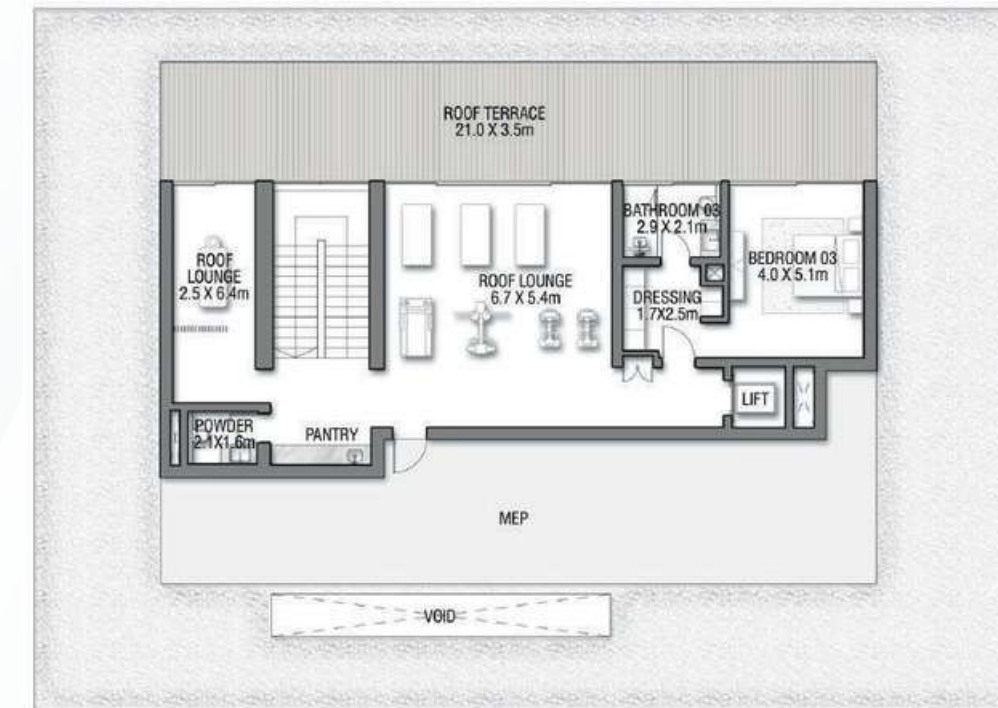 ROOF TERRACE
21.0 X 3.5m
ROOF
LOUNGE
2.5 X 6.4m
ROOF LOUNGE
6.7 X 5.4m
BATHROOM 03
2.9 X 2.1m
BEDROOM 03
4.0 X 5.1m
DRESSING
1.7X2.5m
LIFT
POWDER
2.1X1.6m
PANTRY
MEP
VOID